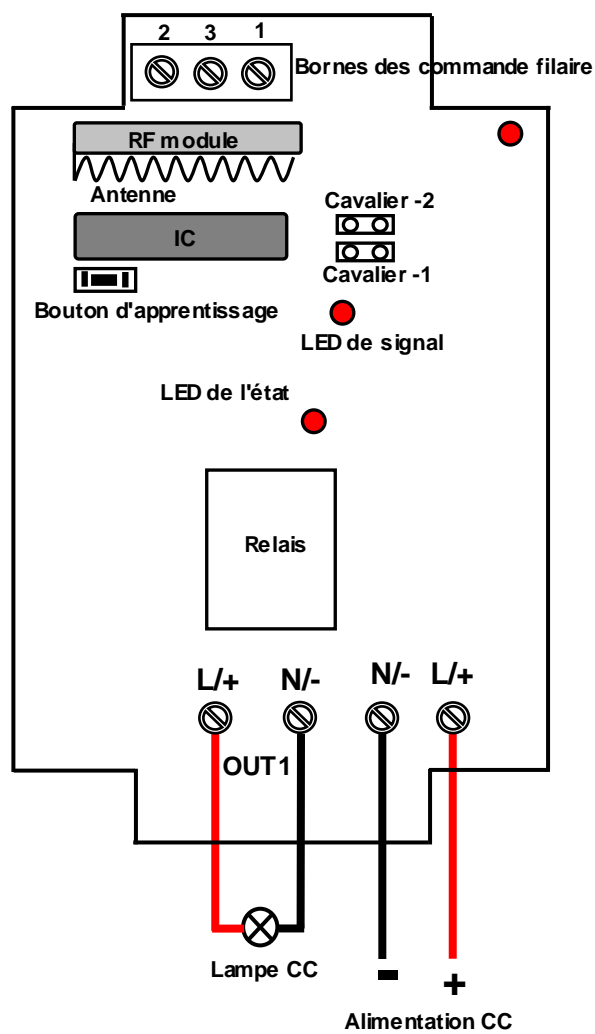 2 3 1
Bornes des commande filaire
RF module
Antenne
Cavalier -2
IC
Cavalier -1
Bouton d'apprentissage
LED de signal
LED de l'état
Relais
L/+ N/- N/- L/+
OUT1
Lampe CC
- +
Alimentation CC